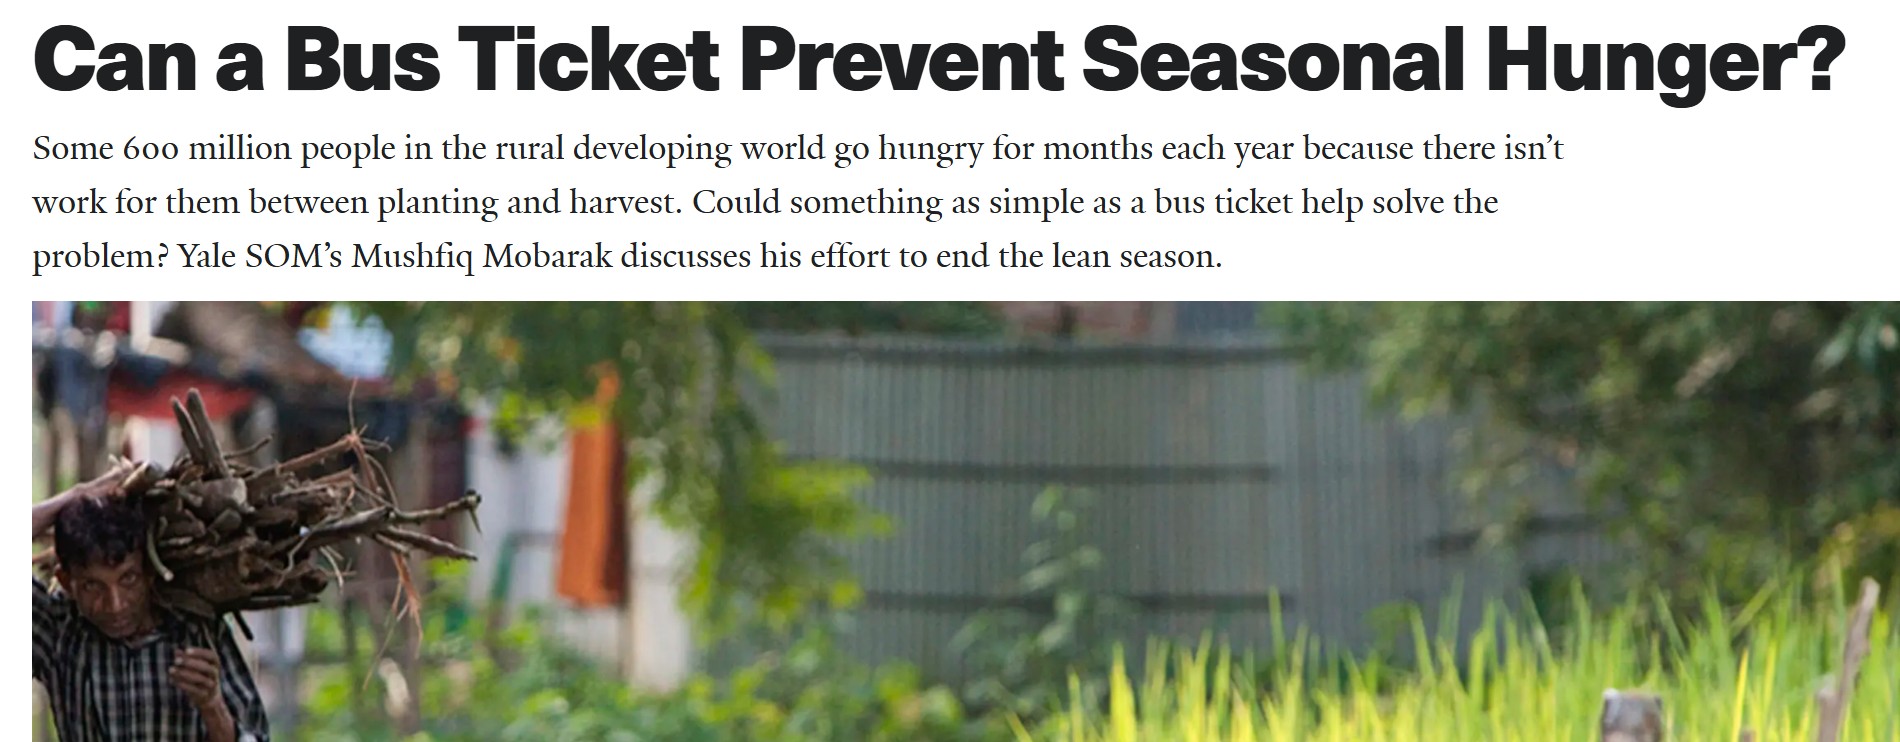 Can a Bus Ticket Prevent Seasonal Hunger?
Some 600 million people in the rural developing world go hungry for months each year because there isn’t
work for them between planting and harvest. Could something as simple as a bus ticket help solve the
problem? Yale SOM’s Mushfiq Mobarak discusses his effort to end the lean season.